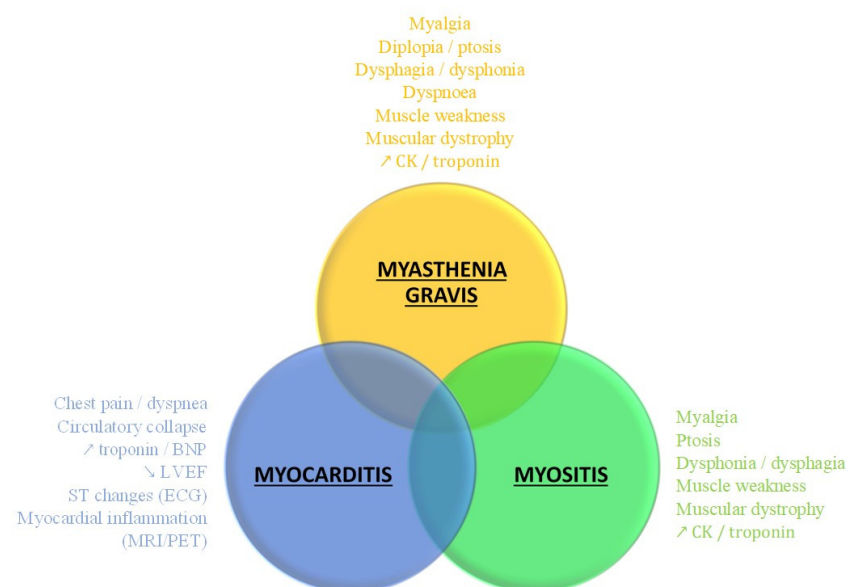 Myalgia
Diplopia / ptosis
Dysphagia / dysphonia
Dyspnoea
Muscle weakness
Muscular dystrophy
↗ CK / troponin
MYASTHENIA
GRAVIS
Chest pain / dyspnea
Circulatory collapse
↗ troponin / BNP
↘ LVEF
ST changes (ECG)
Myocardial inflammation
(MRI/PET)
MYOCARDITIS
MYOSITIS
Myalgia
Ptosis
Dysphonia / dysphagia
Muscle weakness
Muscular dystrophy
↗ CK / troponin